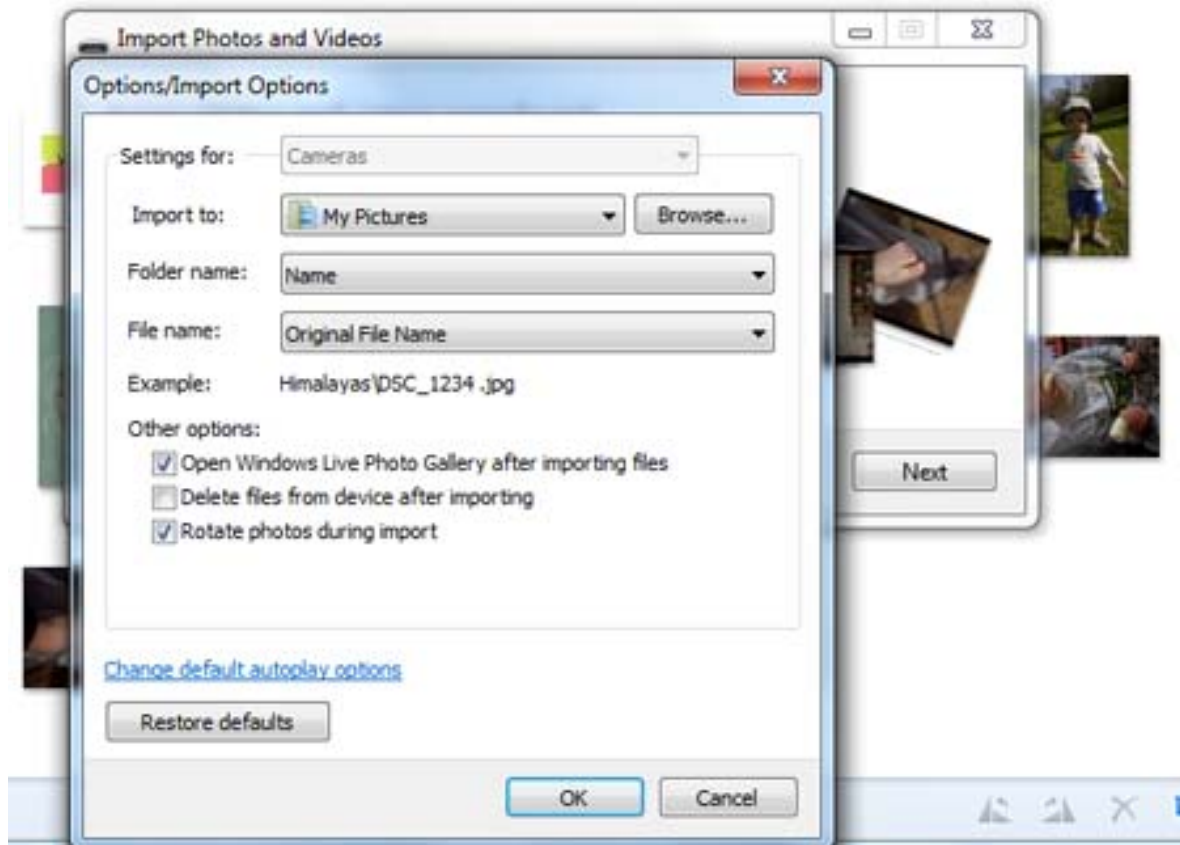 Import Photos and Videos
Options/Import Options
Settings for: Cameras
Import to: My Pictures Browse...
Folder name: Name
File name: Original File Name
Example: Himalayas\DSC_1234 .jpg
Other options:
Open Windows Live Photo Gallery after importing files
Delete files from device after importing
Rotate photos during import
Next
Change default autoplay options
Restore defaults
OK Cancel